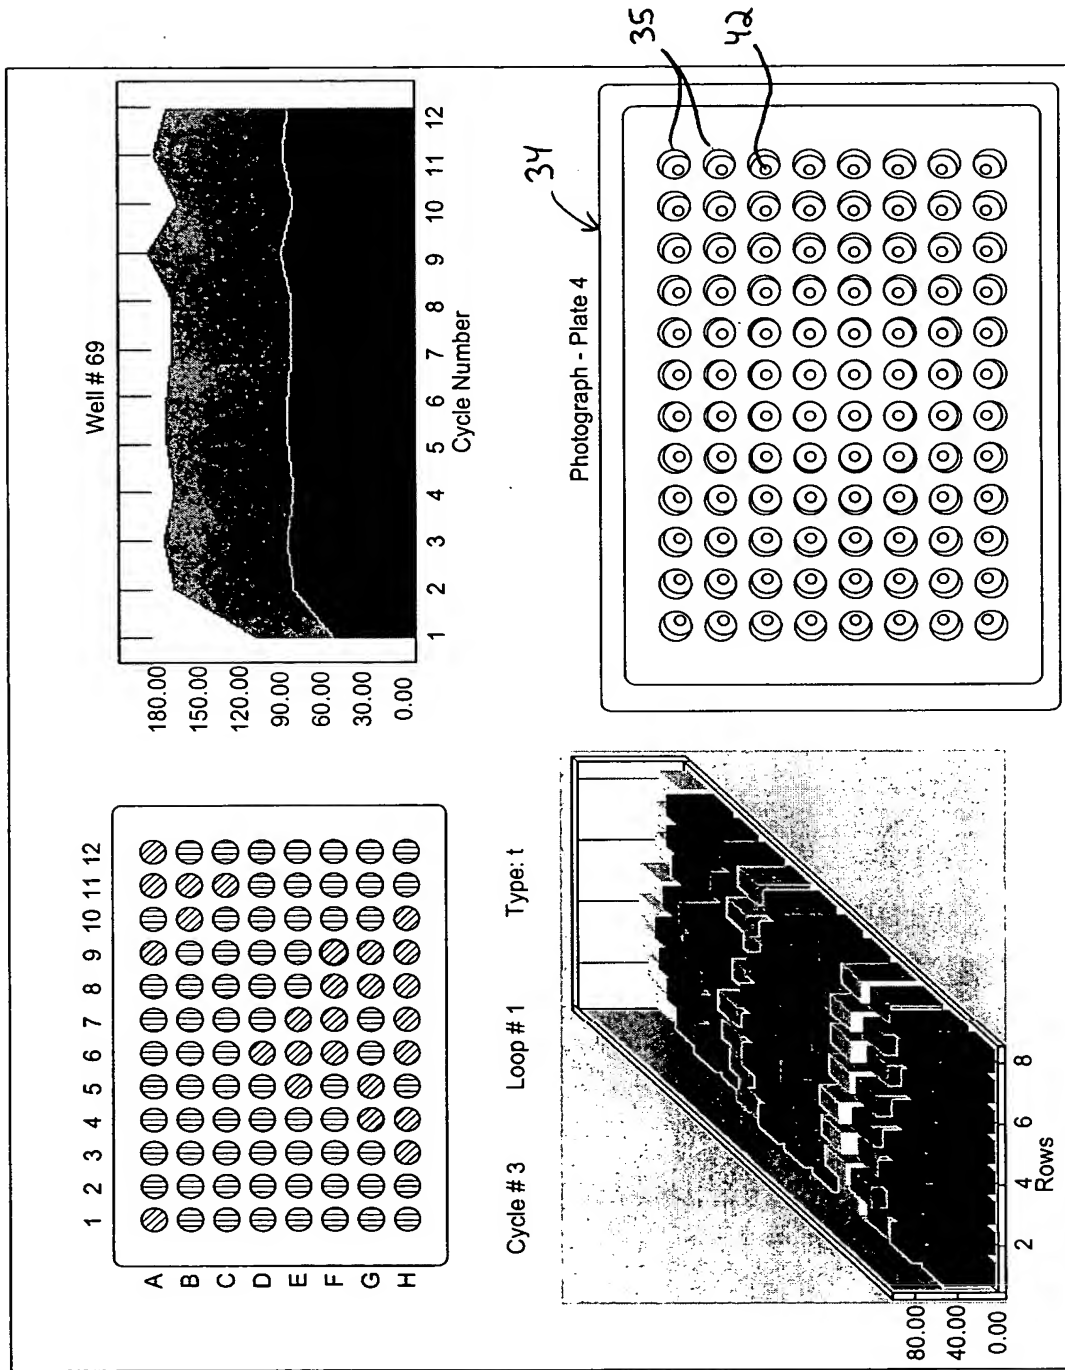 1 2 3 4 5 6 7 8 9 10 11 12
A
B
C
D
E
F
G
H
Well # 69
180.00
150.00
120.00
90.00
60.00
30.00
0.00
1 2 3 4 5 6 7 8 9 10 11 12
Cycle Number
Cycle # 3 Loop # 1 Type: t
80.00
40.00
0.00
2 4 6 8
Rows
Photograph - Plate 4
34
35
42